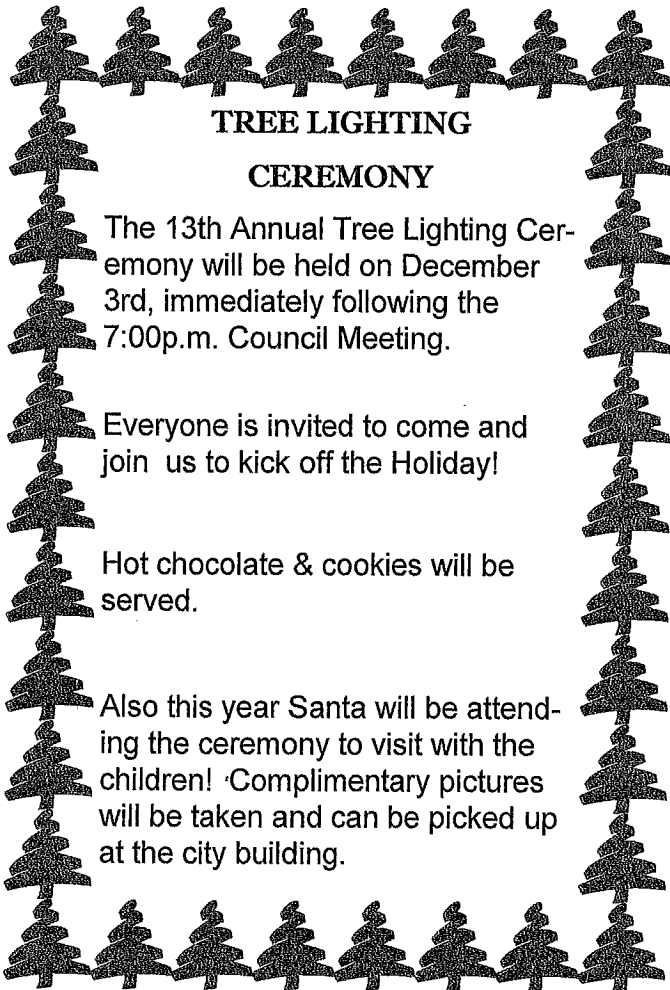 TREE LIGHTING
CEREMONY
The 13th Annual Tree Lighting Cer-
emony will be held on December
3rd, immediately following the
7:00p.m. Council Meeting.
Everyone is invited to come and
join  us to kick off the Holiday!
Hot chocolate & cookies will be
served.
Also this year Santa will be attend-
ing the ceremony to visit with the
children!  Complimentary pictures
will be taken and can be picked up
at the city building.